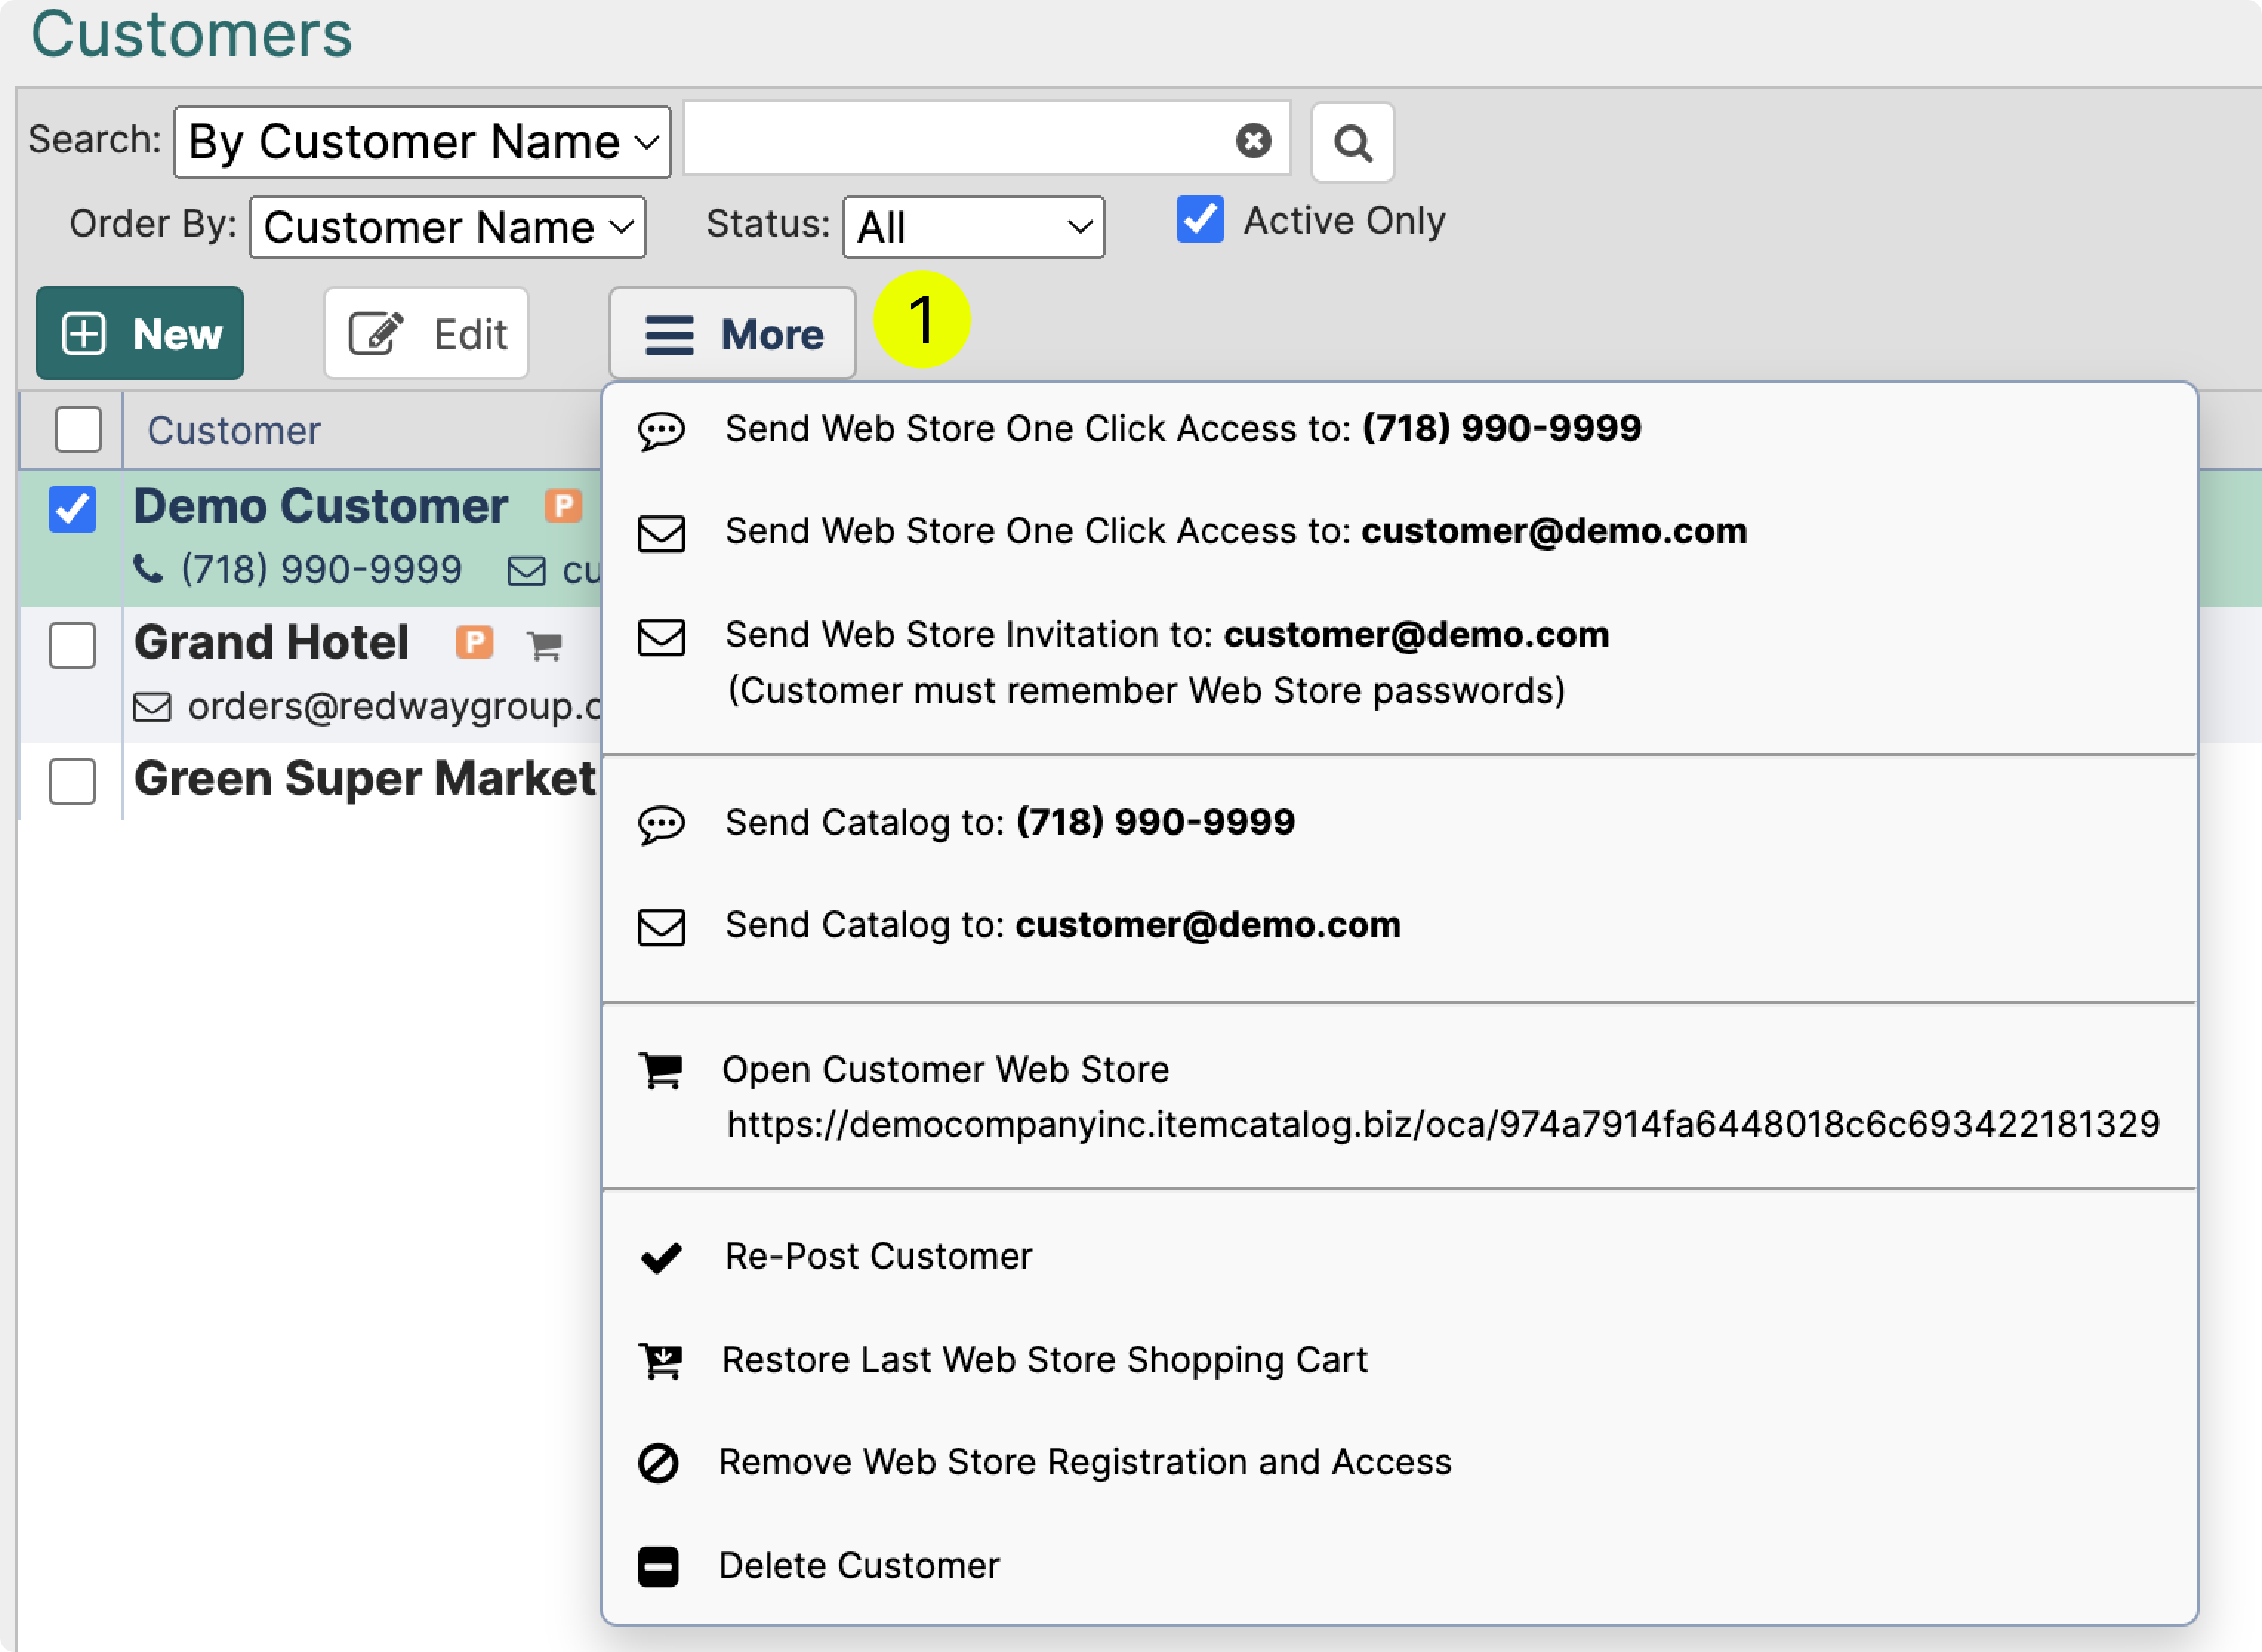 Customers
Search: By Customer Name
Order By: Customer Name Status: All Active Only
New Edit More 1
Customer
Demo Customer P
(718) 990-9999 cu
Grand Hotel P
orders@redwaygroup.c
Green Super Market
Send Web Store One Click Access to: (718) 990-9999
Send Web Store One Click Access to: customer@demo.com
Send Web Store Invitation to: customer@demo.com
(Customer must remember Web Store passwords)
Send Catalog to: (718) 990-9999
Send Catalog to: customer@demo.com
Open Customer Web Store
https://democompanyinc.itemcatalog.biz/oca/974a7914fa6448018c6c693422181329
Re-Post Customer
Restore Last Web Store Shopping Cart
Remove Web Store Registration and Access
Delete Customer